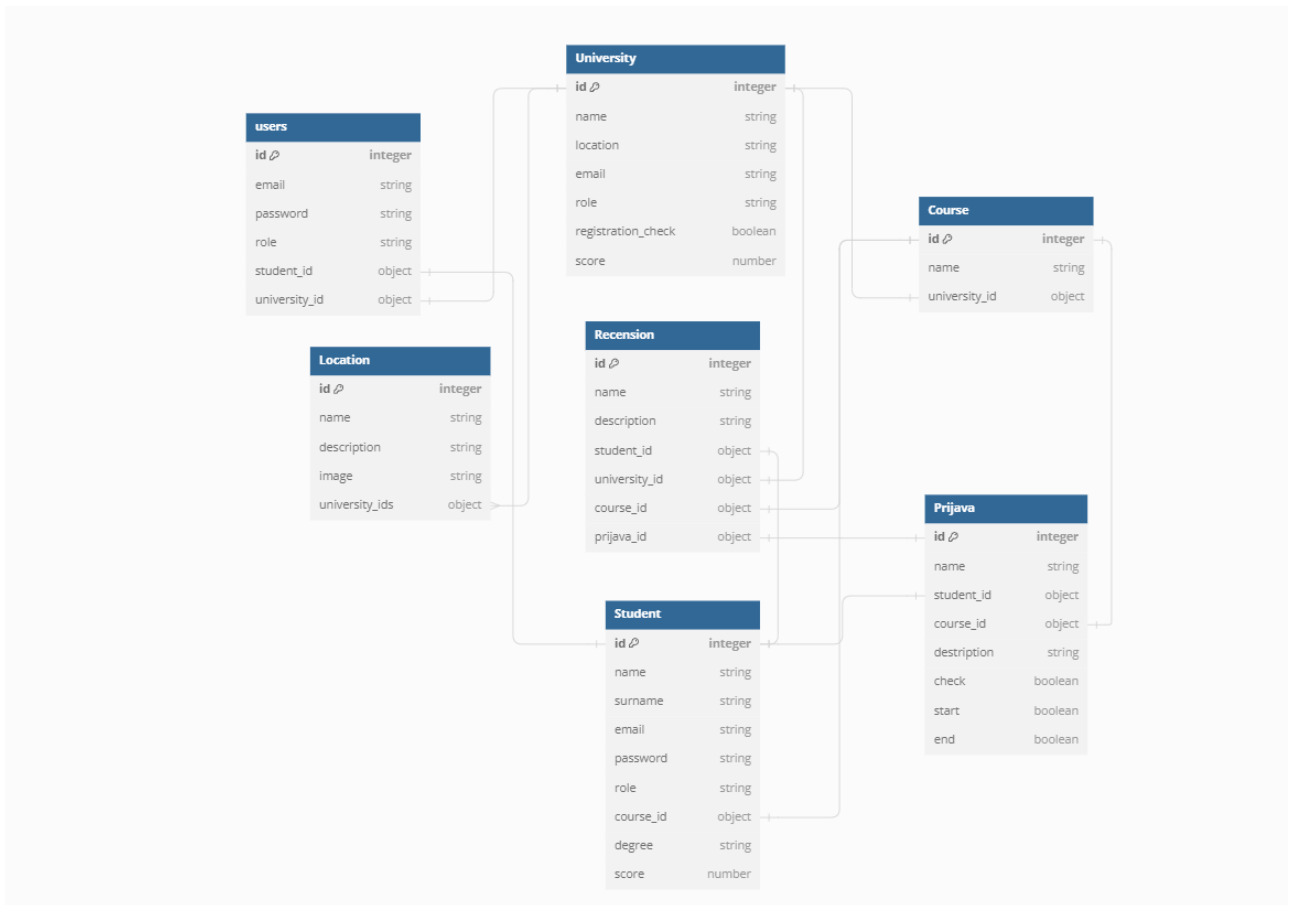 University
id integer
name string
location string
email string
role string
registration_check boolean
score number
users
id integer
email string
password string
role string
student_id object
university_id object
Course
id integer
name string
university_id object
Location
id integer
name string
description string
image string
university_ids object
Recension
id integer
name string
description string
student_id object
university_id object
course_id object
prijava_id object
Prijava
id integer
name string
student_id object
course_id object
destription string
check boolean
start boolean
end boolean
Student
id integer
name string
surname string
email string
password string
role string
course_id object
degree string
score number